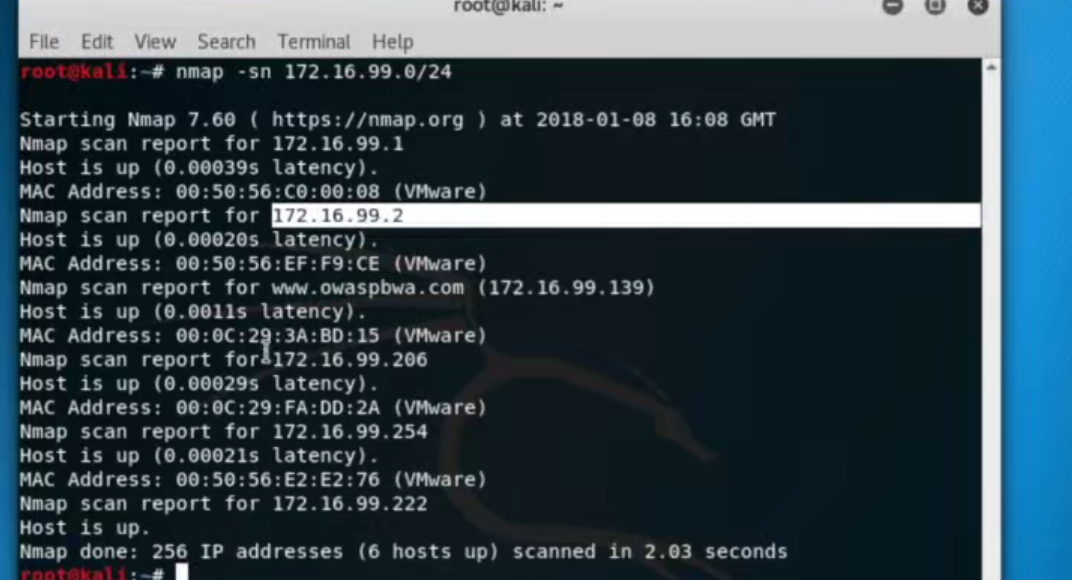 root@kali: ~
File Edit View Search Terminal Help
root@kali:~# nmap -sn 172.16.99.0/24
Starting Nmap 7.60 ( https://nmap.org ) at 2018-01-08 16:08 GMT
Nmap scan report for 172.16.99.1
Host is up (0.00039s latency).
MAC Address: 00:50:56:C0:00:08 (VMware)
Nmap scan report for 172.16.99.2
Host is up (0.00020s latency).
MAC Address: 00:50:56:EF:F9:CE (VMware)
Nmap scan report for www.owaspbwa.com (172.16.99.139)
Host is up (0.0011s latency).
MAC Address: 00:0C:29:3A:BD:15 (VMware)
Nmap scan report for 172.16.99.206
Host is up (0.00029s latency).
MAC Address: 00:0C:29:FA:DD:2A (VMware)
Nmap scan report for 172.16.99.254
Host is up (0.00021s latency).
MAC Address: 00:50:56:E2:E2:76 (VMware)
Nmap scan report for 172.16.99.222
Host is up.
Nmap done: 256 IP addresses (6 hosts up) scanned in 2.03 seconds
root@kali:~#